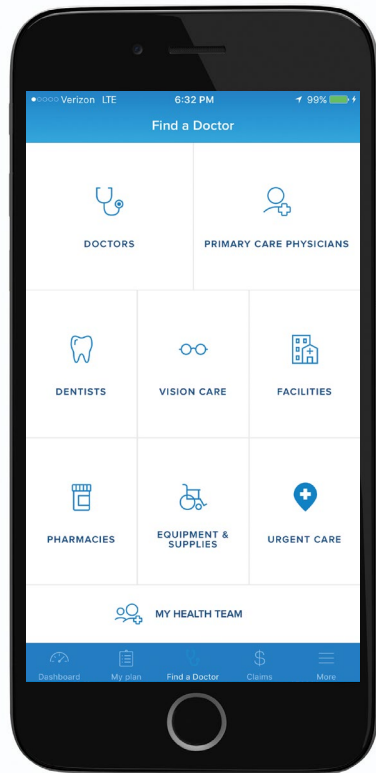 Verizon LTE 6:32 PM 99%
Find a Doctor
DOCTORS
PRIMARY CARE PHYSICIANS
DENTISTS
VISION CARE
FACILITIES
PHARMACIES
EQUIPMENT &
SUPPLIES
URGENT CARE
MY HEALTH TEAM
Dashboard My plan Find a Doctor Claims More